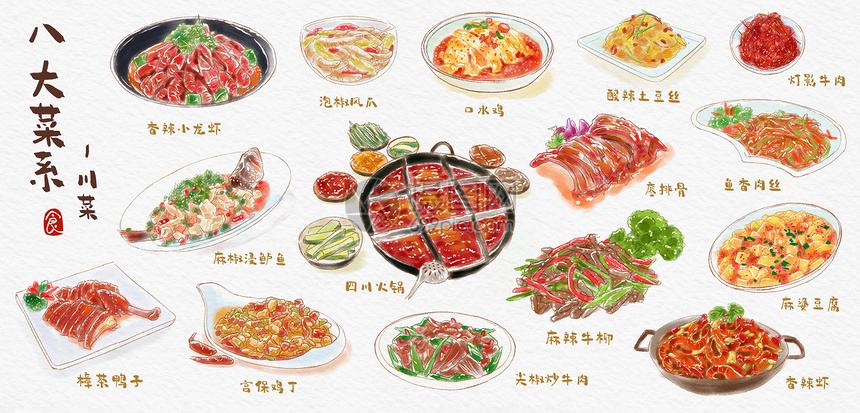 八大菜系
-川菜
食
香辣小龙虾
泡椒凤爪
口水鸡
酸辣土豆丝
灯影牛肉
麻椒浸鲈鱼
四川火锅
鱼香肉丝
樟茶鸭子
宫保鸡丁
尖椒炒牛肉
麻辣牛柳
麻婆豆腐
香辣虾